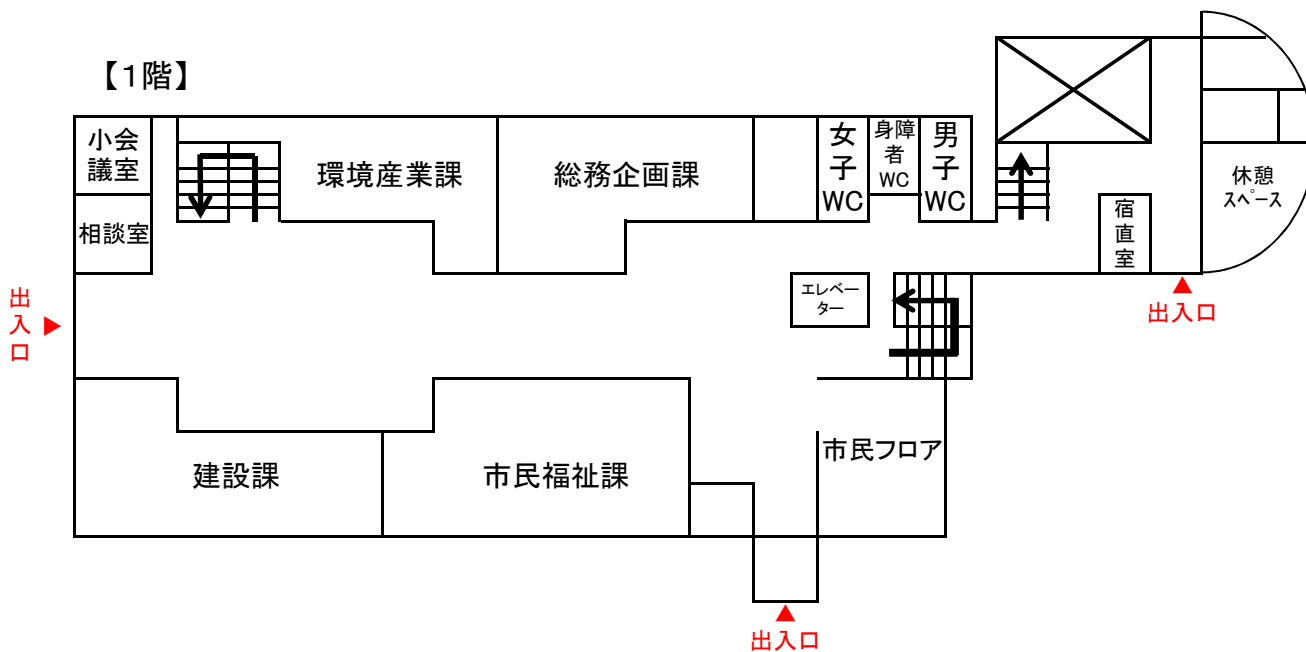 【1階】
小会
議室
相談室
環境産業課
総務企画課
女
子
WC
身障
者
WC
男
子
WC
休憩
スペース
宿
直
室
エレベー
ター
出
入
口
出入口
建設課
市民福祉課
市民フロア
出入口